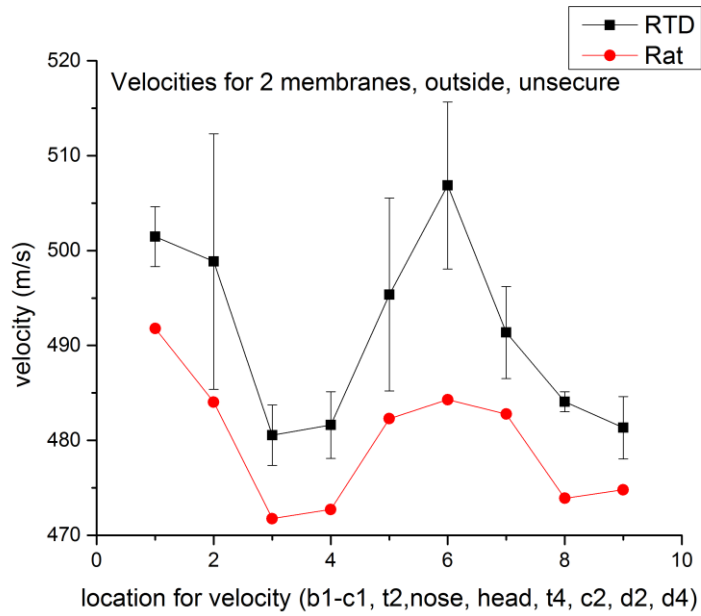 RTD
Rat
Velocities for 2 membranes, outside, unsecure
520
510
500
490
480
470
velocity (m/s)
0
2
4
6
8
10
location for velocity (b1-c1, t2,nose, head, t4, c2, d2, d4)